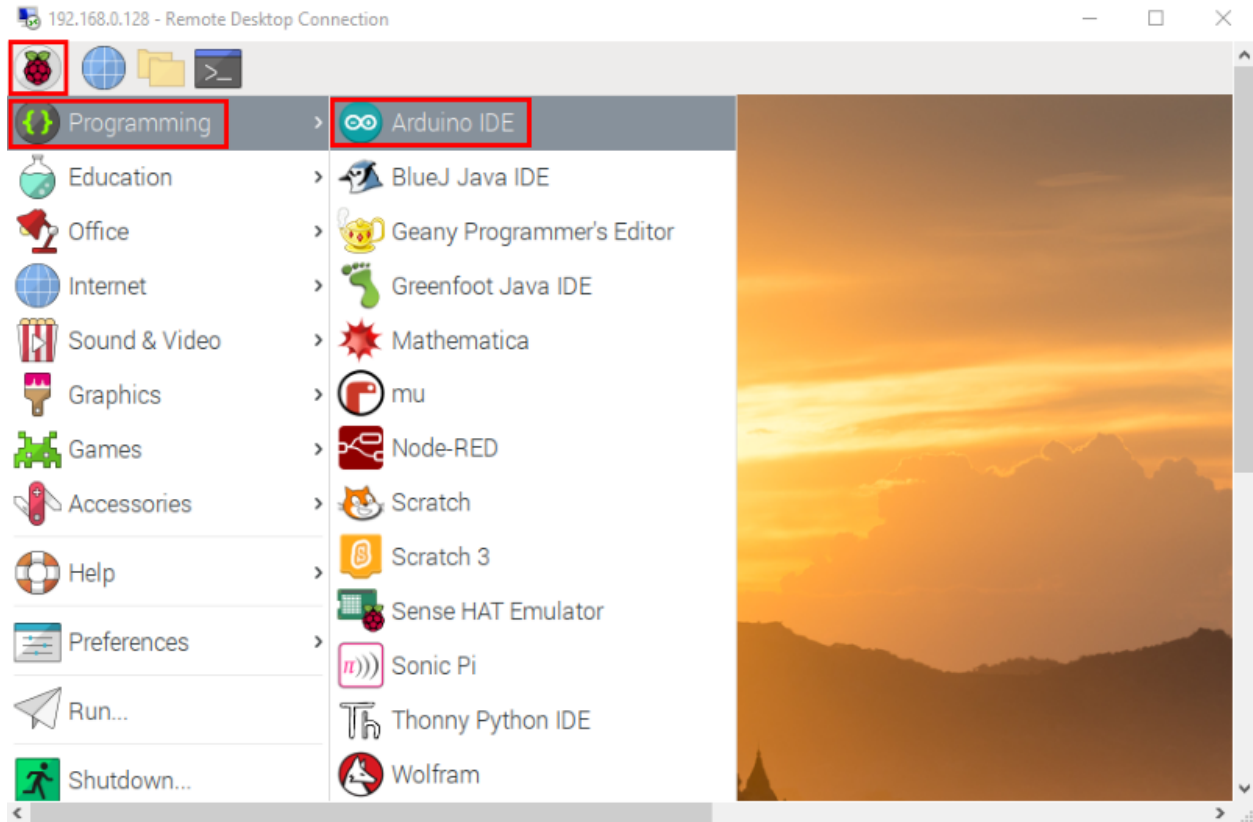 192.168.0.128 - Remote Desktop Connection
>_
Programming
Education
Office
Internet
Sound & Video
Graphics
Games
Accessories
Help
Preferences
Run...
Shutdown...
Arduino IDE
BlueJ Java IDE
Geany Programmer's Editor
Greenfoot Java IDE
Mathematica
mu
Node-RED
Scratch
Scratch 3
Sense HAT Emulator
Sonic Pi
Thonny Python IDE
Wolfram